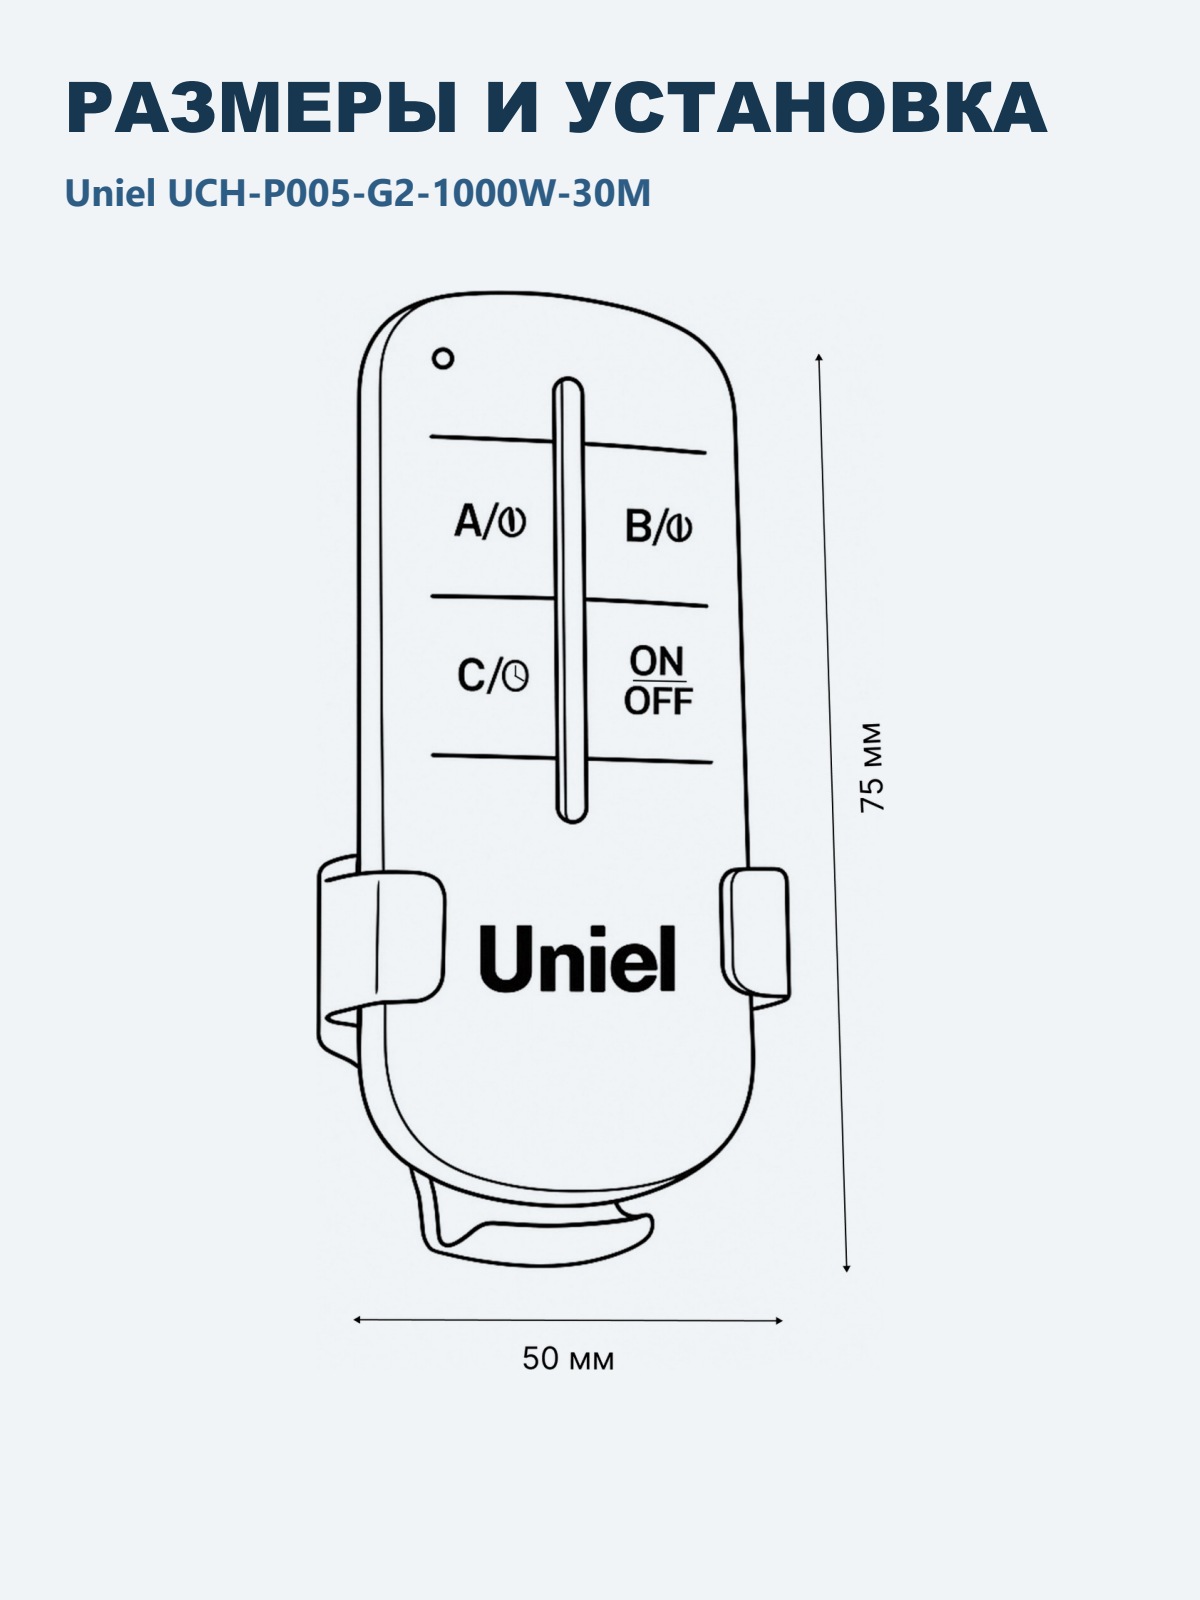 РАЗМЕРЫ И УСТАНОВКА
Uniel UCH-P005-G2-1000W-30M
A/
B/
C/
ON
OFF
75 мм
Uniel
50 мм